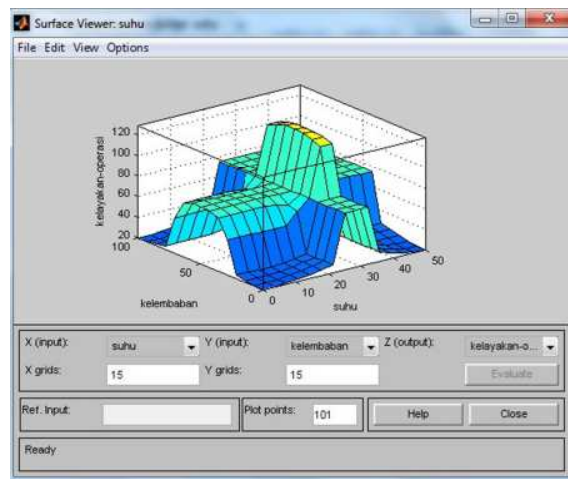 Surface Viewer: suhu
File Edit View Options
120
100
80
60
40
20
kelayakan-operasi
100
50
0
kelembaban
0
10
20
30
40
50
suhu
X (input): suhu Y (input): kelembaban Z (output): kelayakan-o...
X grids: 15 Y grids: 15 Evaluate
Ref. Input: Plot points: 101 Help Close
Ready